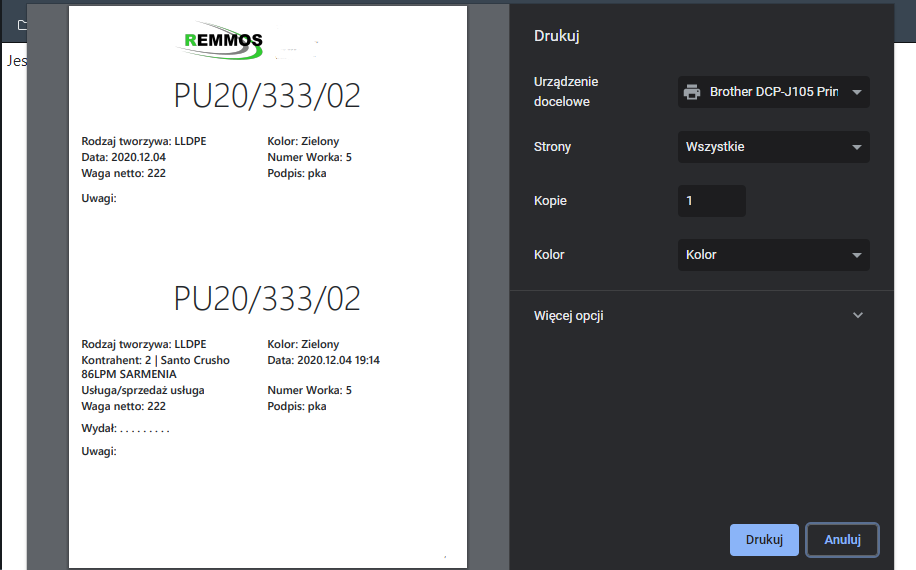 Jes
REMMOS
PU20/333/02
Rodzaj tworzywa: LLDPE Kolor: Zielony
Data: 2020.12.04 Numer Worka: 5
Waga netto: 222 Podpis: pka
Uwagi:
PU20/333/02
Rodzaj tworzywa: LLDPE Kolor: Zielony
Kontrahent: 2 | Santo Crusho Data: 2020.12.04 19:14
86LPM SARMENIA
Usługa/sprzedaż usługa Numer Worka: 5
Waga netto: 222 Podpis: pka
Wydał: . . . . . . . . .
Uwagi:
Drukuj
Urządzenie
docelowe
Brother DCP-J105 Prin
Strony Wszystkie
Kopie 1
Kolor Kolor
Więcej opcji
Drukuj Anuluj